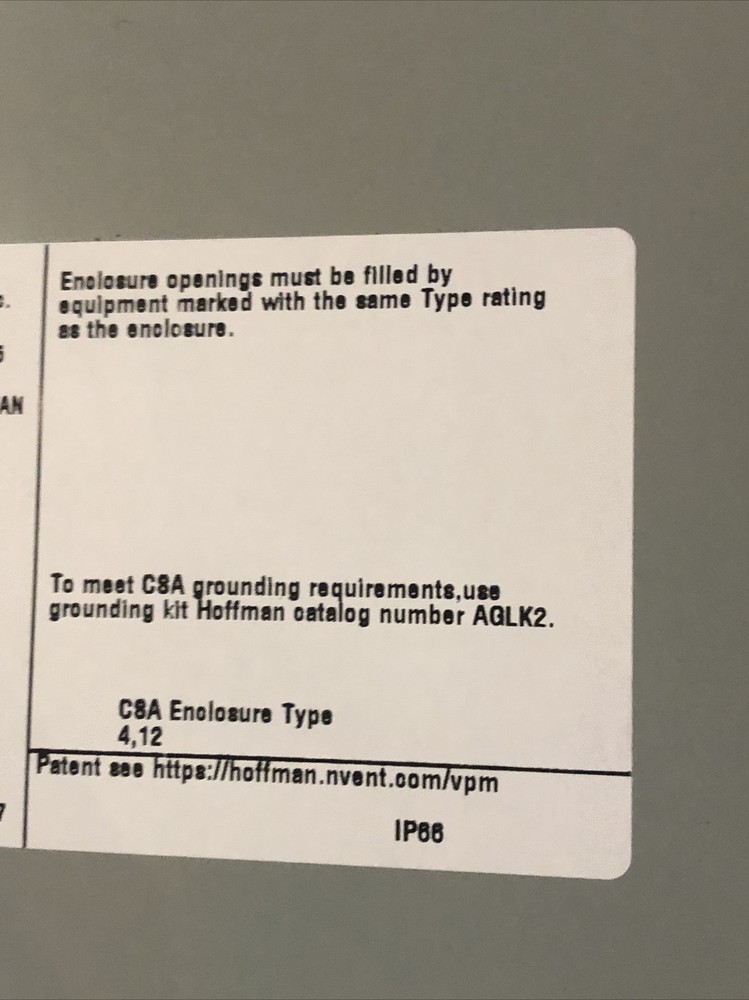 Enclosure openings must be filled by
equipment marked with the same Type rating
as the enclosure.
AN
To meet CSA grounding requirements,use
grounding kit Hoffman catalog number AGLK2.
CSA Enclosure Type
4,12
Patent see https://hoffman.nvent.com/vpm
7
IP66